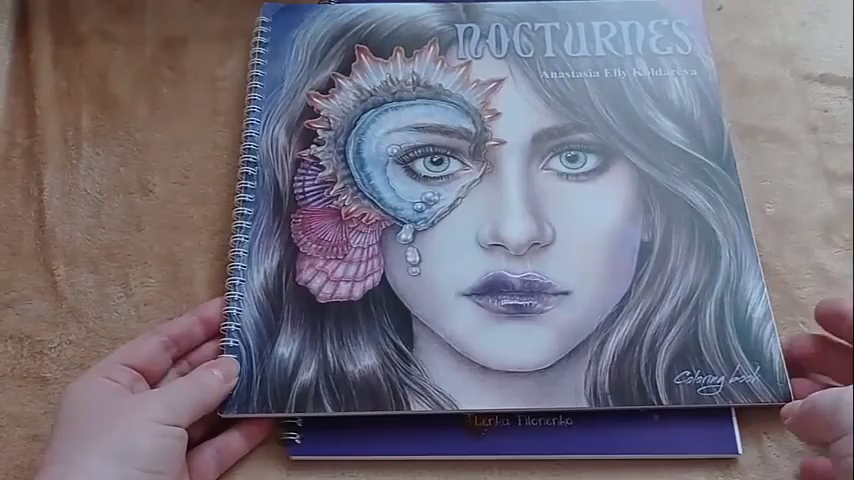 NOCTURNES
Anastasia Elly Koldareva
Coloring book
Lenka Filonenko